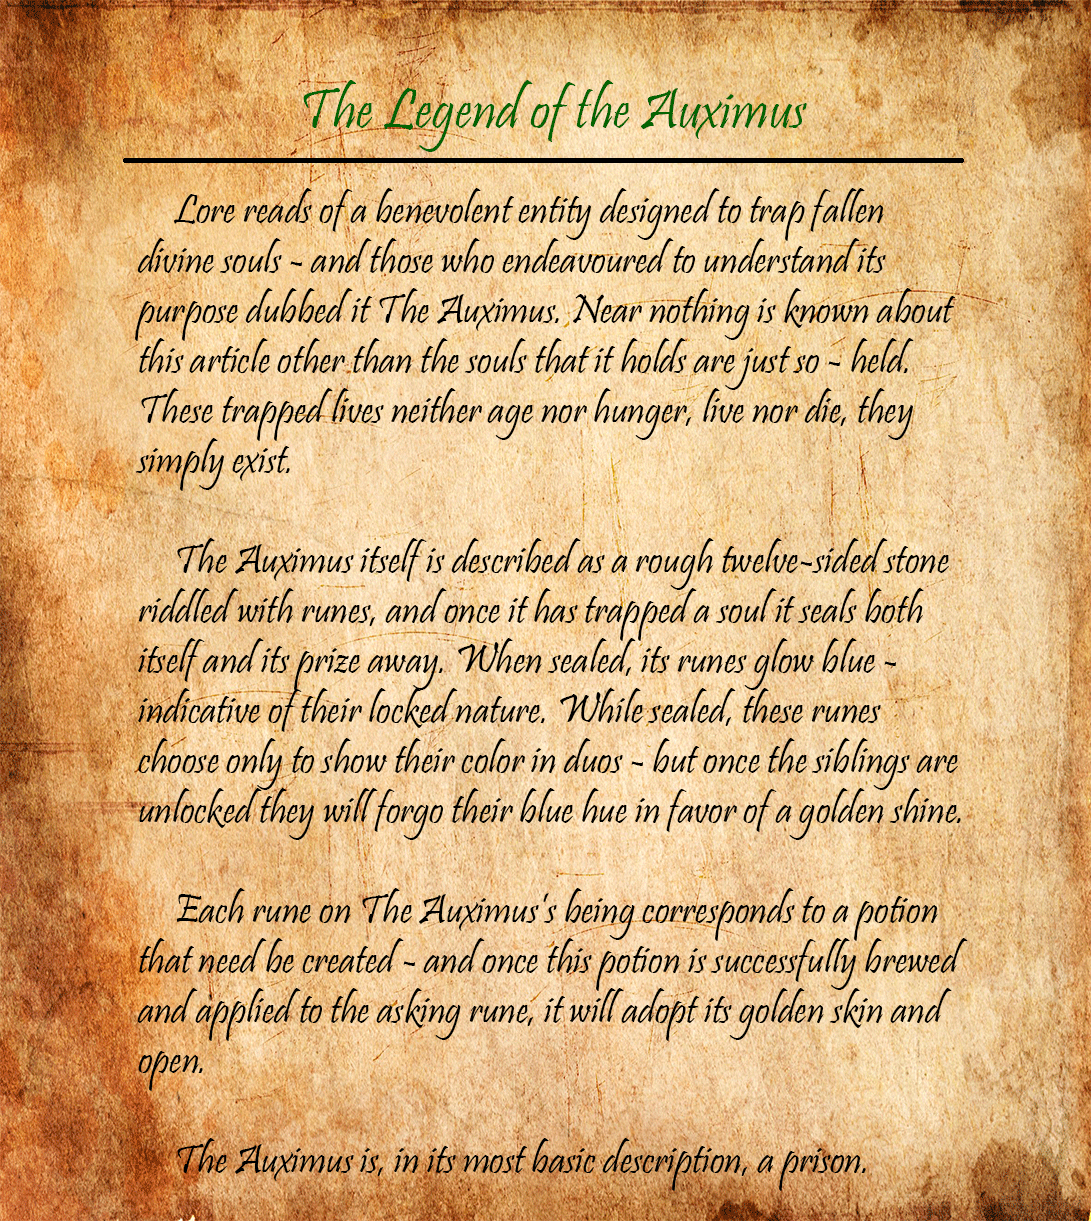 The Legend of the Auximus
Lore reads of a benevolent entity designed to trap fallen
divine souls - and those who endeavoured to understand its
purpose dubbed it The Auximus. Near nothing is known about
this article other than the souls that it holds are just so - held.
These trapped lives neither age nor hunger, live nor die, they
simply exist.
The Auximus itself is described as a rough twelve-sided stone
riddled with runes, and once it has trapped a soul it seals both
itself and its prize away. When sealed, its runes glow blue -
indicative of their locked nature. While sealed, these runes
choose only to show their color in duos - but once the siblings are
unlocked they will forgo their blue hue in favor of a golden shine.
Each rune on The Auximus's being corresponds to a potion
that need be created - and once this potion is successfully brewed
and applied to the asking rune, it will adopt its golden skin and
open.
The Auximus is, in its most basic description, a prison.